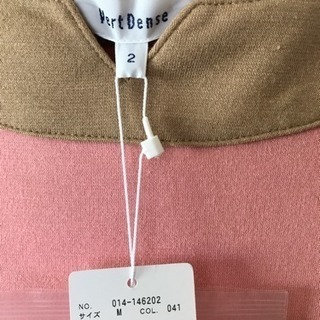 Vert Dense
2
NO. 014-146202
サイズ M COL. 041